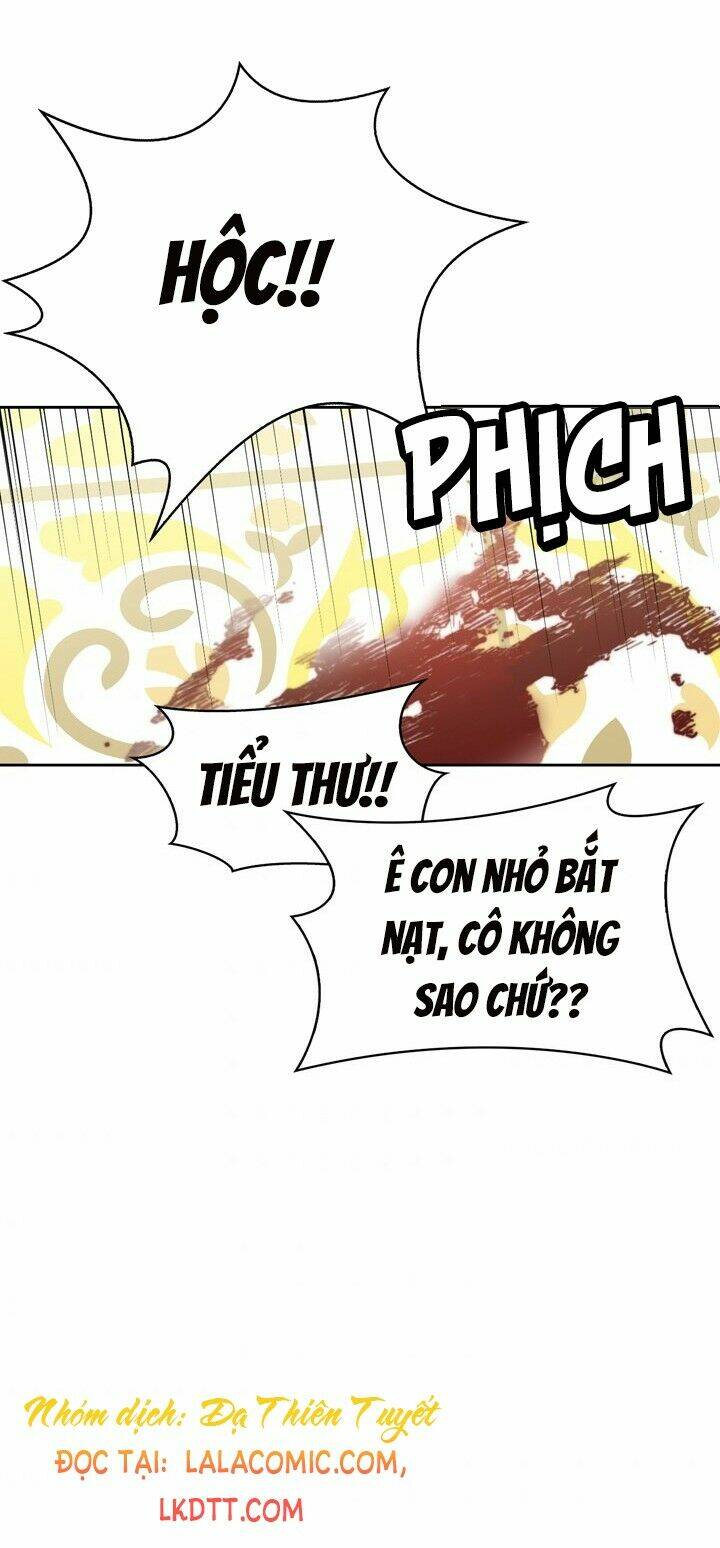 HỘC!!
PHỊCH
TIỂU THƯ!!
Ê CON NHỎ BẮT
NẠT, CÔ KHÔNG
SAO CHỨ??
Nhóm dịch: Dạ Thiên Tuyết
ĐỌC TẠI: LALACOMIC.COM,
LKDTT.COM